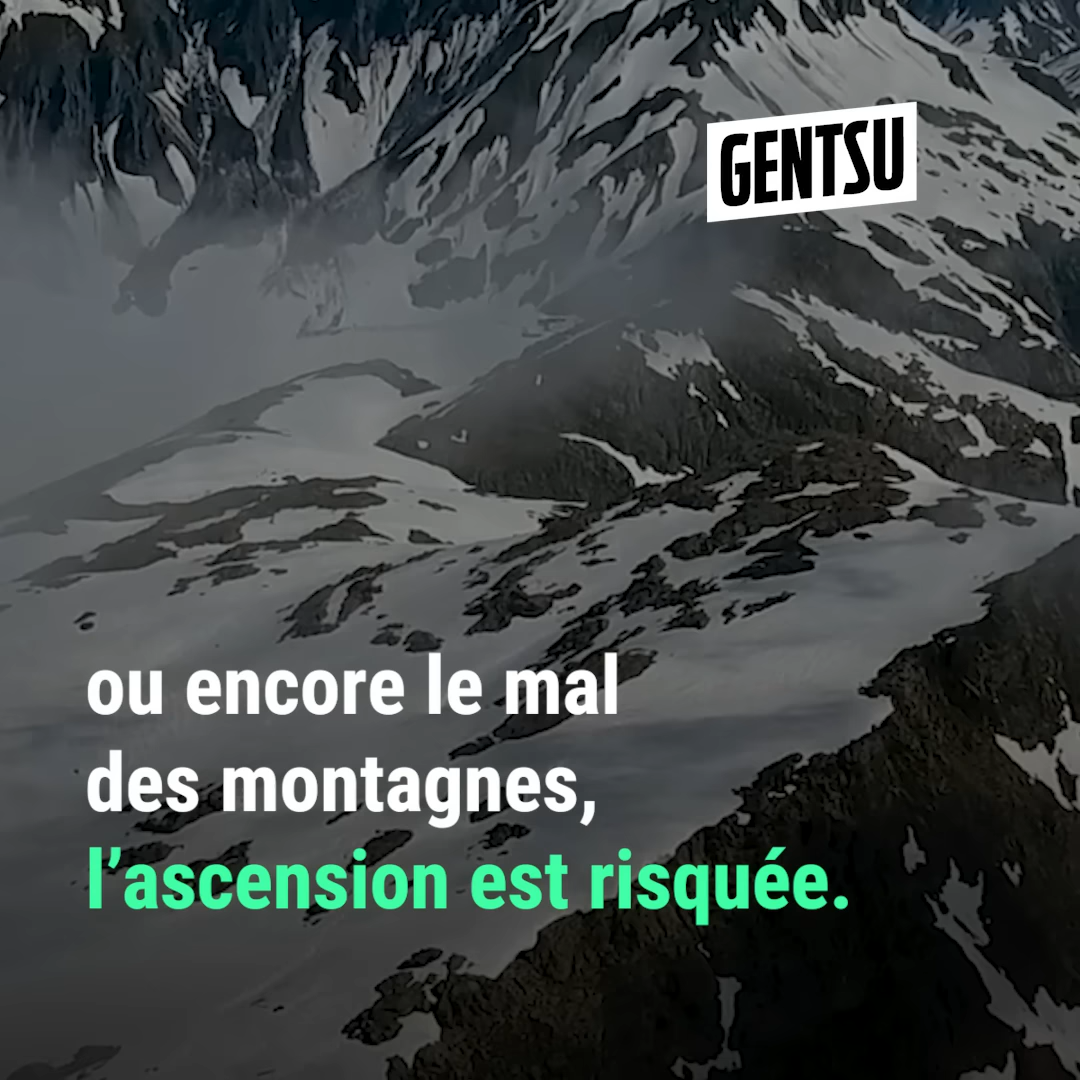 GENTSU
ou encore le mal
des montagnes,
l’ascension est risquée.